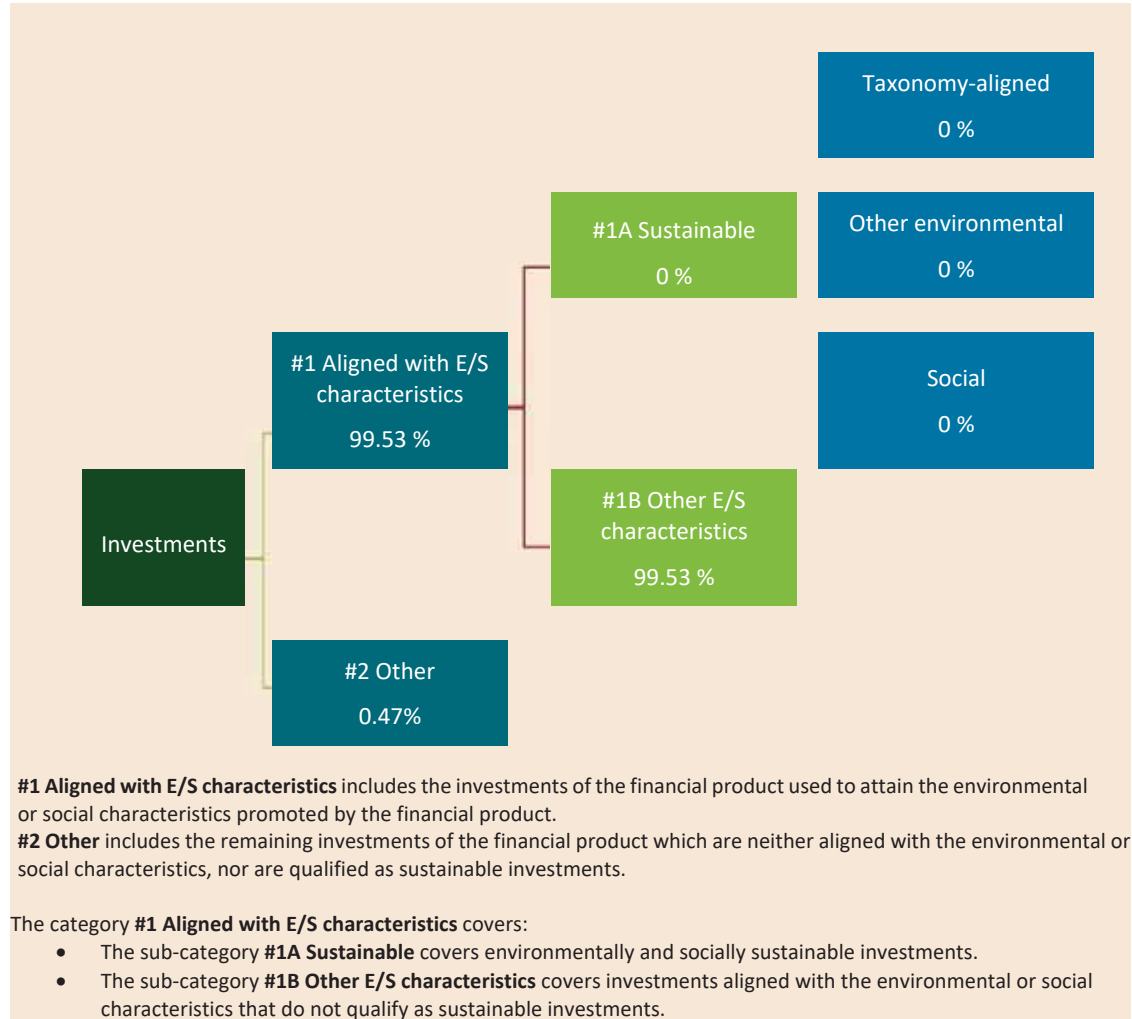 Taxonomy-aligned
0 %
#1A Sustainable
0 %
Other environmental
0 %
#1 Aligned with E/S
characteristics
99.53 %
Social
0 %
Investments
#1B Other E/S
characteristics
99.53 %
#2 Other
0.47%
#1 Aligned with E/S characteristics includes the investments of the financial product used to attain the environmental
or social characteristics promoted by the financial product.
#2 Other includes the remaining investments of the financial product which are neither aligned with the environmental or
social characteristics, nor are qualified as sustainable investments.
The category #1 Aligned with E/S characteristics covers:
• The sub-category #1A Sustainable covers environmentally and socially sustainable investments.
• The sub-category #1B Other E/S characteristics covers investments aligned with the environmental or social
characteristics that do not qualify as sustainable investments.